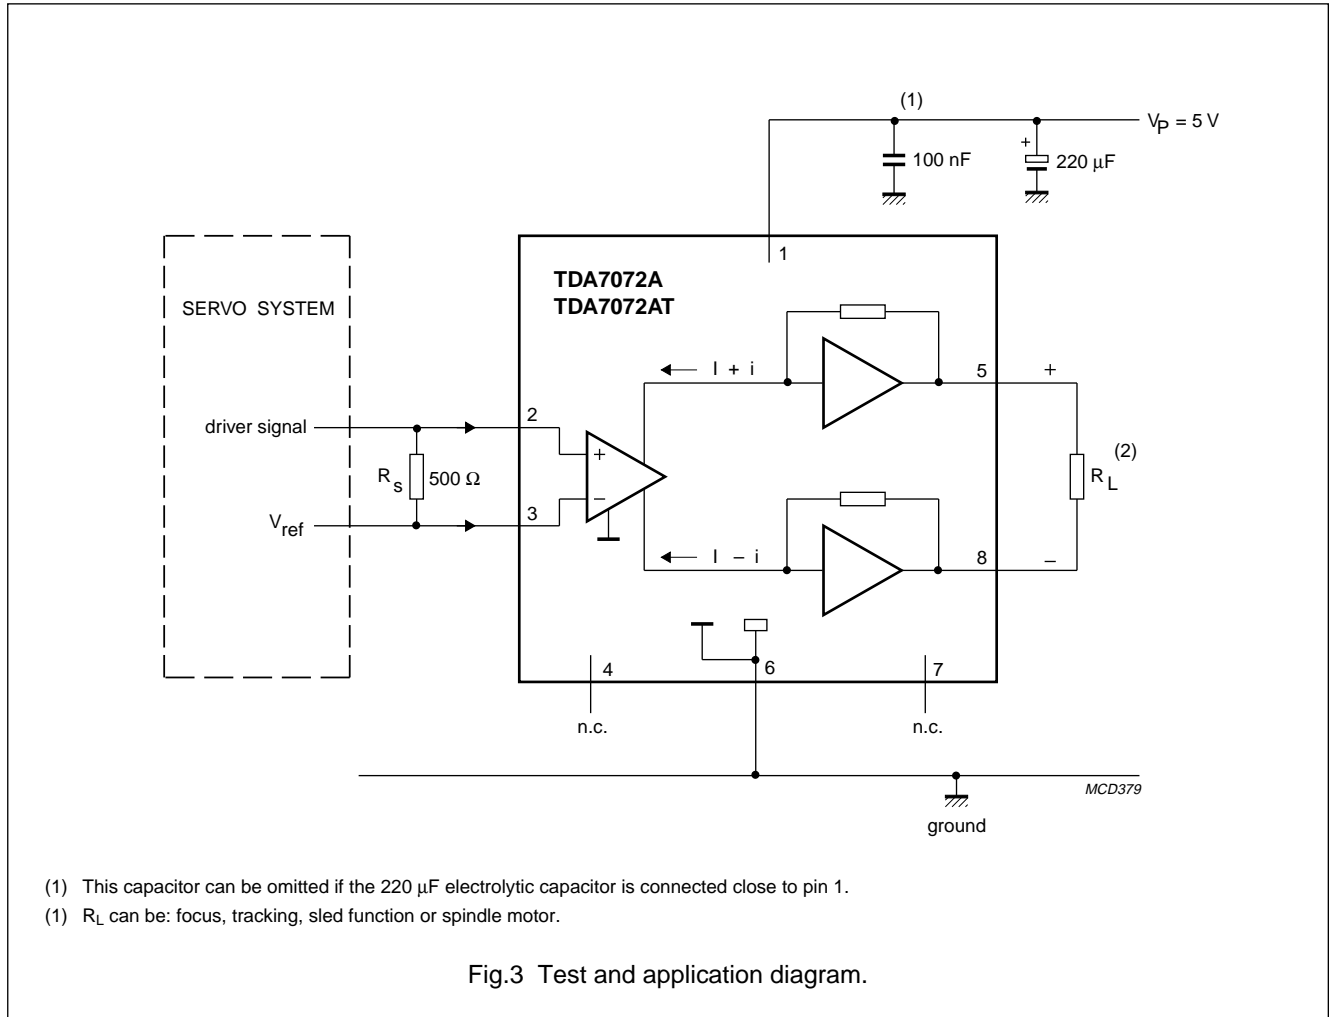 (1)
V_P = 5 V
+
100 nF
220 μF
1
TDA7072A
TDA7072AT
SERVO SYSTEM
I + i
5
+
driver signal
2
+
(2)
R_s
500 Ω
R_L
−
V_ref
3
I − i
8
−
4
6
7
n.c.
n.c.
MCD379
ground
(1) This capacitor can be omitted if the 220 μF electrolytic capacitor is connected close to pin 1.
(1) R_L can be: focus, tracking, sled function or spindle motor.
Fig.3 Test and application diagram.